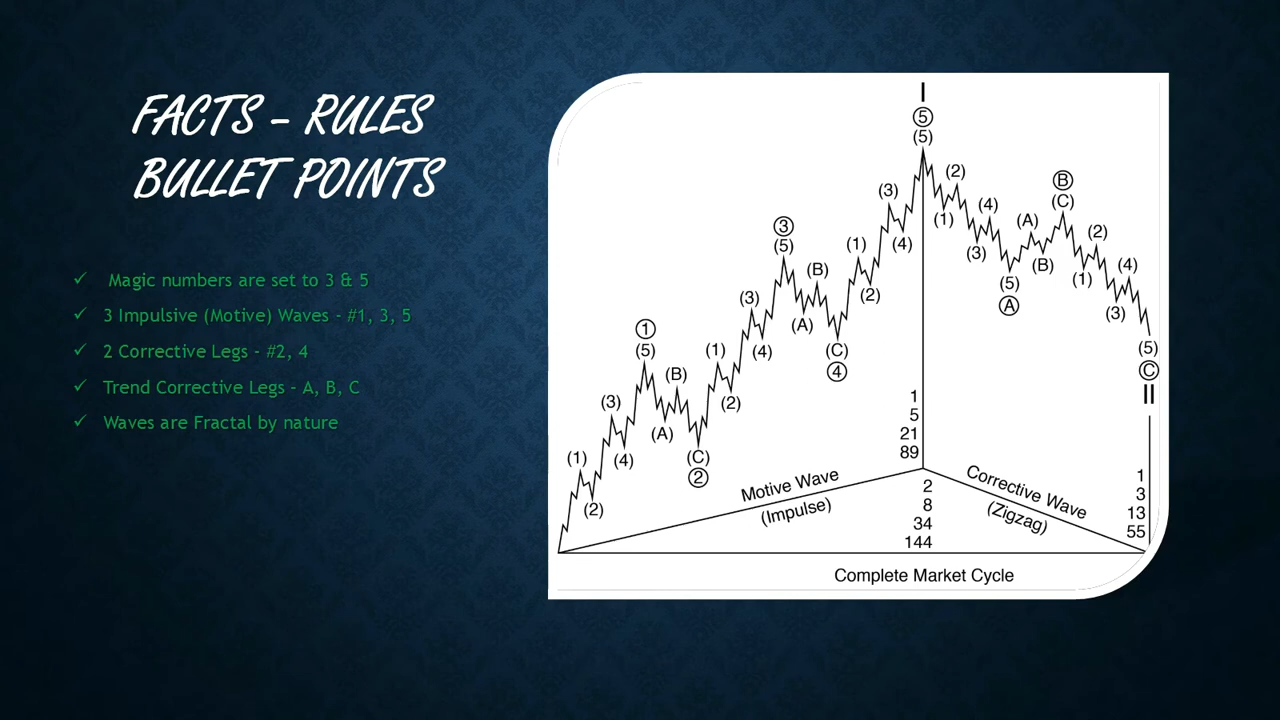 FACTS – RULES
BULLET POINTS
✓ Magic numbers are set to 3 & 5
✓ 3 Impulsive (Motive) Waves - #1, 3, 5
✓ 2 Corrective Legs - #2, 4
✓ Trend Corrective Legs – A, B, C
✓ Waves are Fractal by nature
I
⑤
(5)
(1)
(2)
(3)
(4)
①
(5)
(A)
(B)
(C)
②
(1)
(2)
(3)
(4)
③
(5)
(A)
(B)
(C)
④
(1)
(2)
(3)
(4)
(1)
(2)
(3)
(4)
(5)
Ⓐ
(A)
(B)
Ⓑ
(C)
(1)
(2)
(3)
(4)
(5)
Ⓒ
II
1
5
21
89
Motive Wave
(Impulse)
2
8
34
144
Corrective Wave
(Zigzag)
1
3
13
55
Complete Market Cycle